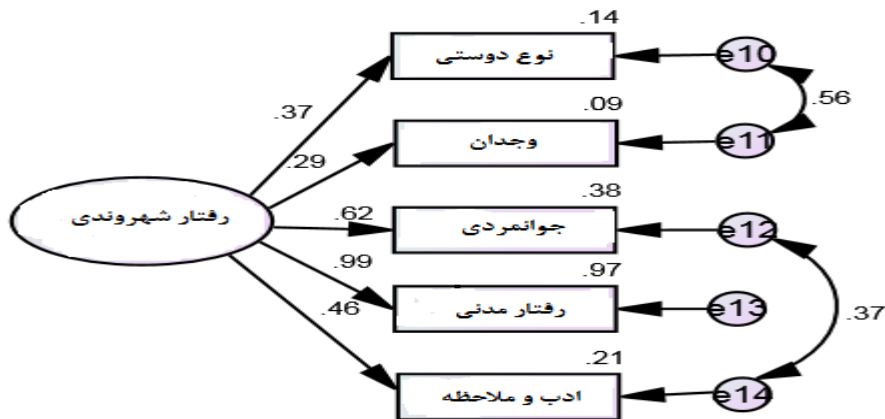 .14
نوع دوستی
e10
.37
.56
.09
وجدان
e11
.29
رفتار شهروندی
.38
جوانمردی
e12
.62
.97
رفتار مدنی
e13
.99
.37
.21
ادب و ملاحظه
e14
.46